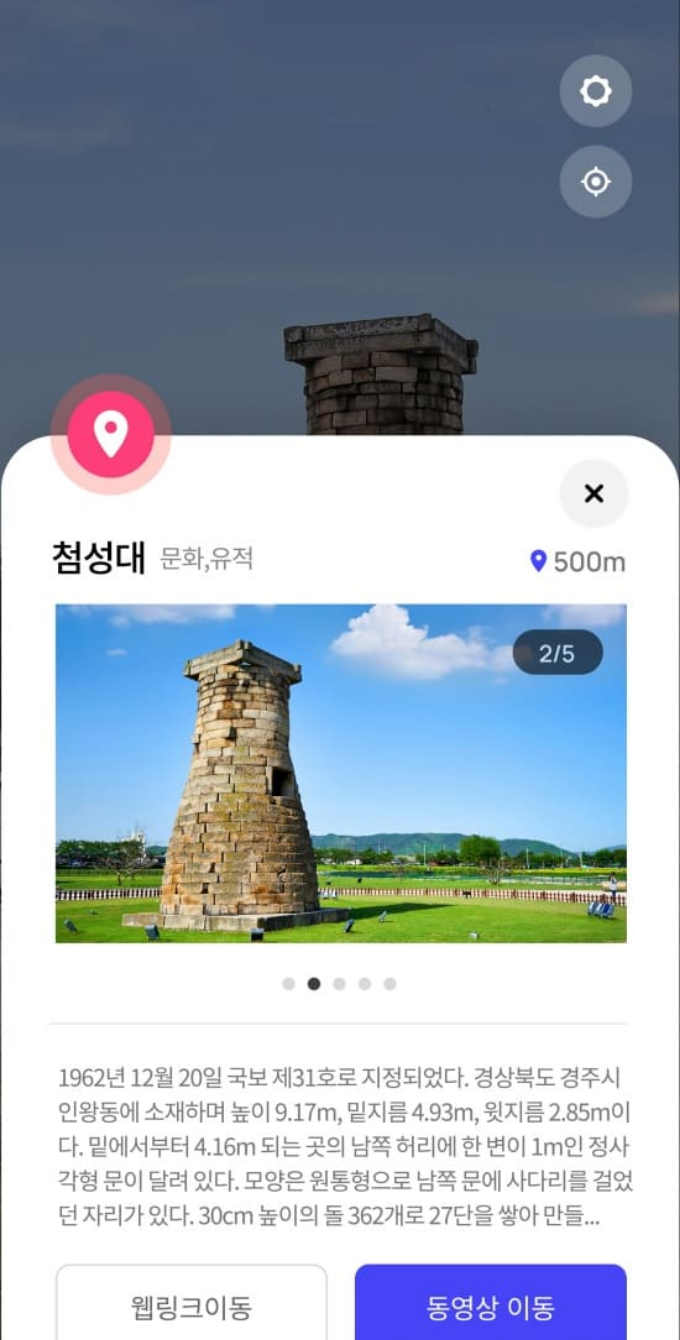 첨성대 문화,유적 500m
2/5
1962년 12월 20일 국보 제31호로 지정되었다. 경상북도 경주시
인왕동에 소재하며 높이 9.17m, 밑지름 4.93m, 윗지름 2.85m이
다. 밑에서부터 4.16m 되는 곳의 남쪽 허리에 한 변이 1m인 정사
각형 문이 달려 있다. 모양은 원통형으로 남쪽 문에 사다리를 걸었
던 자리가 있다. 30cm 높이의 돌 362개로 27단을 쌓아 만들...
웹링크이동 동영상 이동